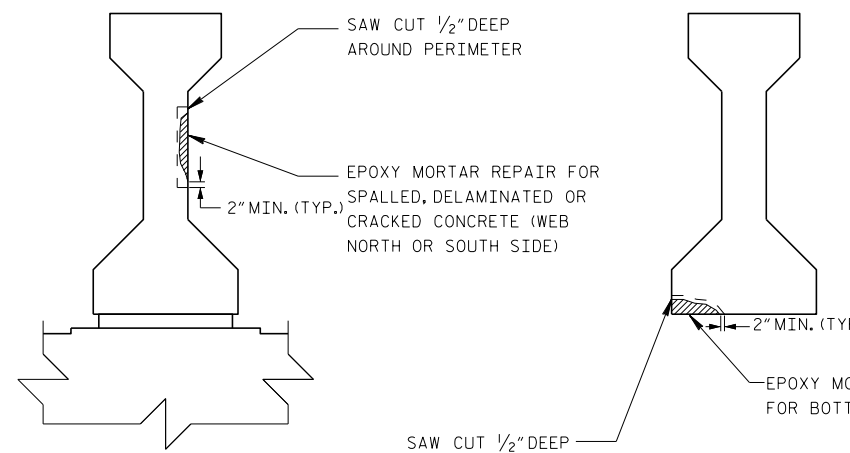 SAW CUT 1/2" DEEP
AROUND PERIMETER
EPOXY MORTAR REPAIR FOR
SPALLED, DELAMINATED OR
CRACKED CONCRETE (WEB
NORTH OR SOUTH SIDE)
2" MIN. (TYP.)
2" MIN. (TYP
EPOXY MO
FOR BOTT
SAW CUT 1/2" DEEP